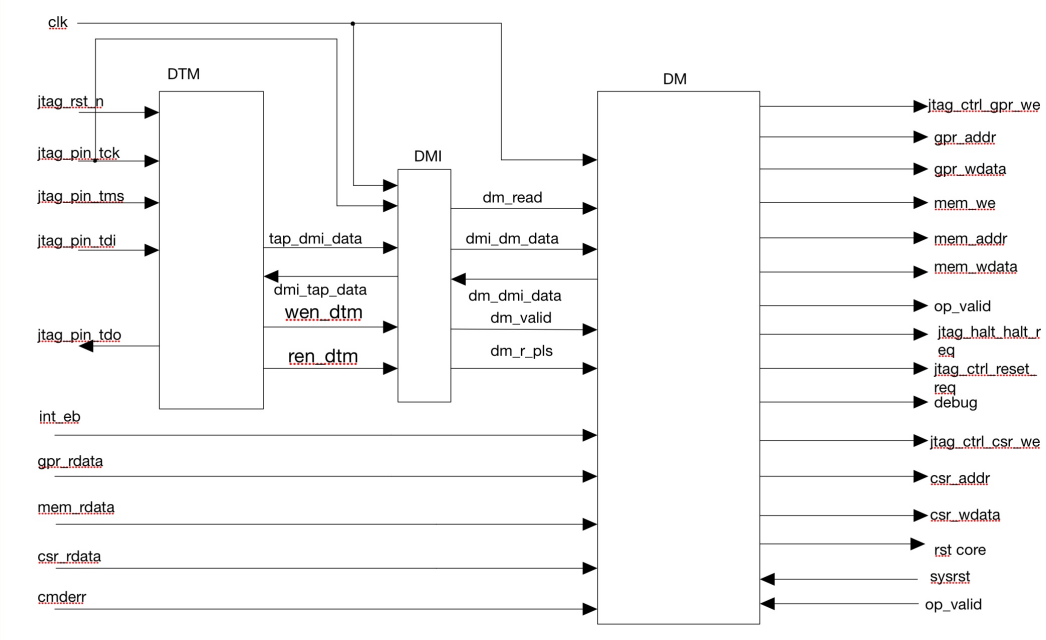 clk
DTM
DM
jtag_rst_n
jtag_ctrl_gpr_we
gpr_addr
jtag_pin_tck
DMI
gpr_wdata
jtag_pin_tms
dm_read
mem_we
jtag_pin_tdi
tap_dmi_data
dmi_dm_data
mem_addr
mem_wdata
dmi_tap_data
dm_dmi_data
op_valid
wen_dtm
dm_valid
jtag_pin_tdo
jtag_halt_halt_r
eq
ren_dtm
dm_r_pls
jtag_ctrl_reset_
req
debug
int_eb
jtag_ctrl_csr_we
gpr_rdata
csr_addr
mem_rdata
csr_wdata
csr_rdata
rst core
sysrst
cmderr
op_valid